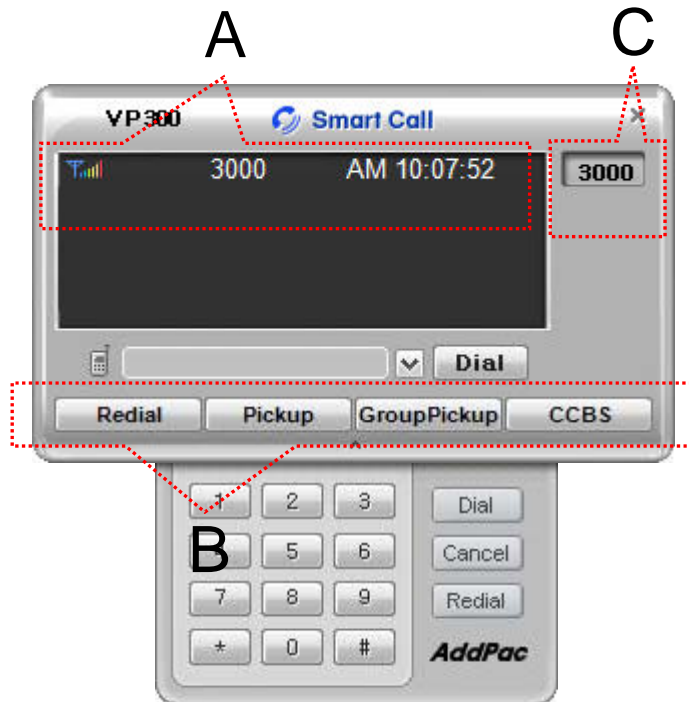 A C
VP300 Smart Call ×
3000 AM 10:07:52 3000
Dial
Redial Pickup GroupPickup CCBS
1 2 3 Dial
B 5 6 Cancel
7 8 9 Redial
* 0 # AddPac